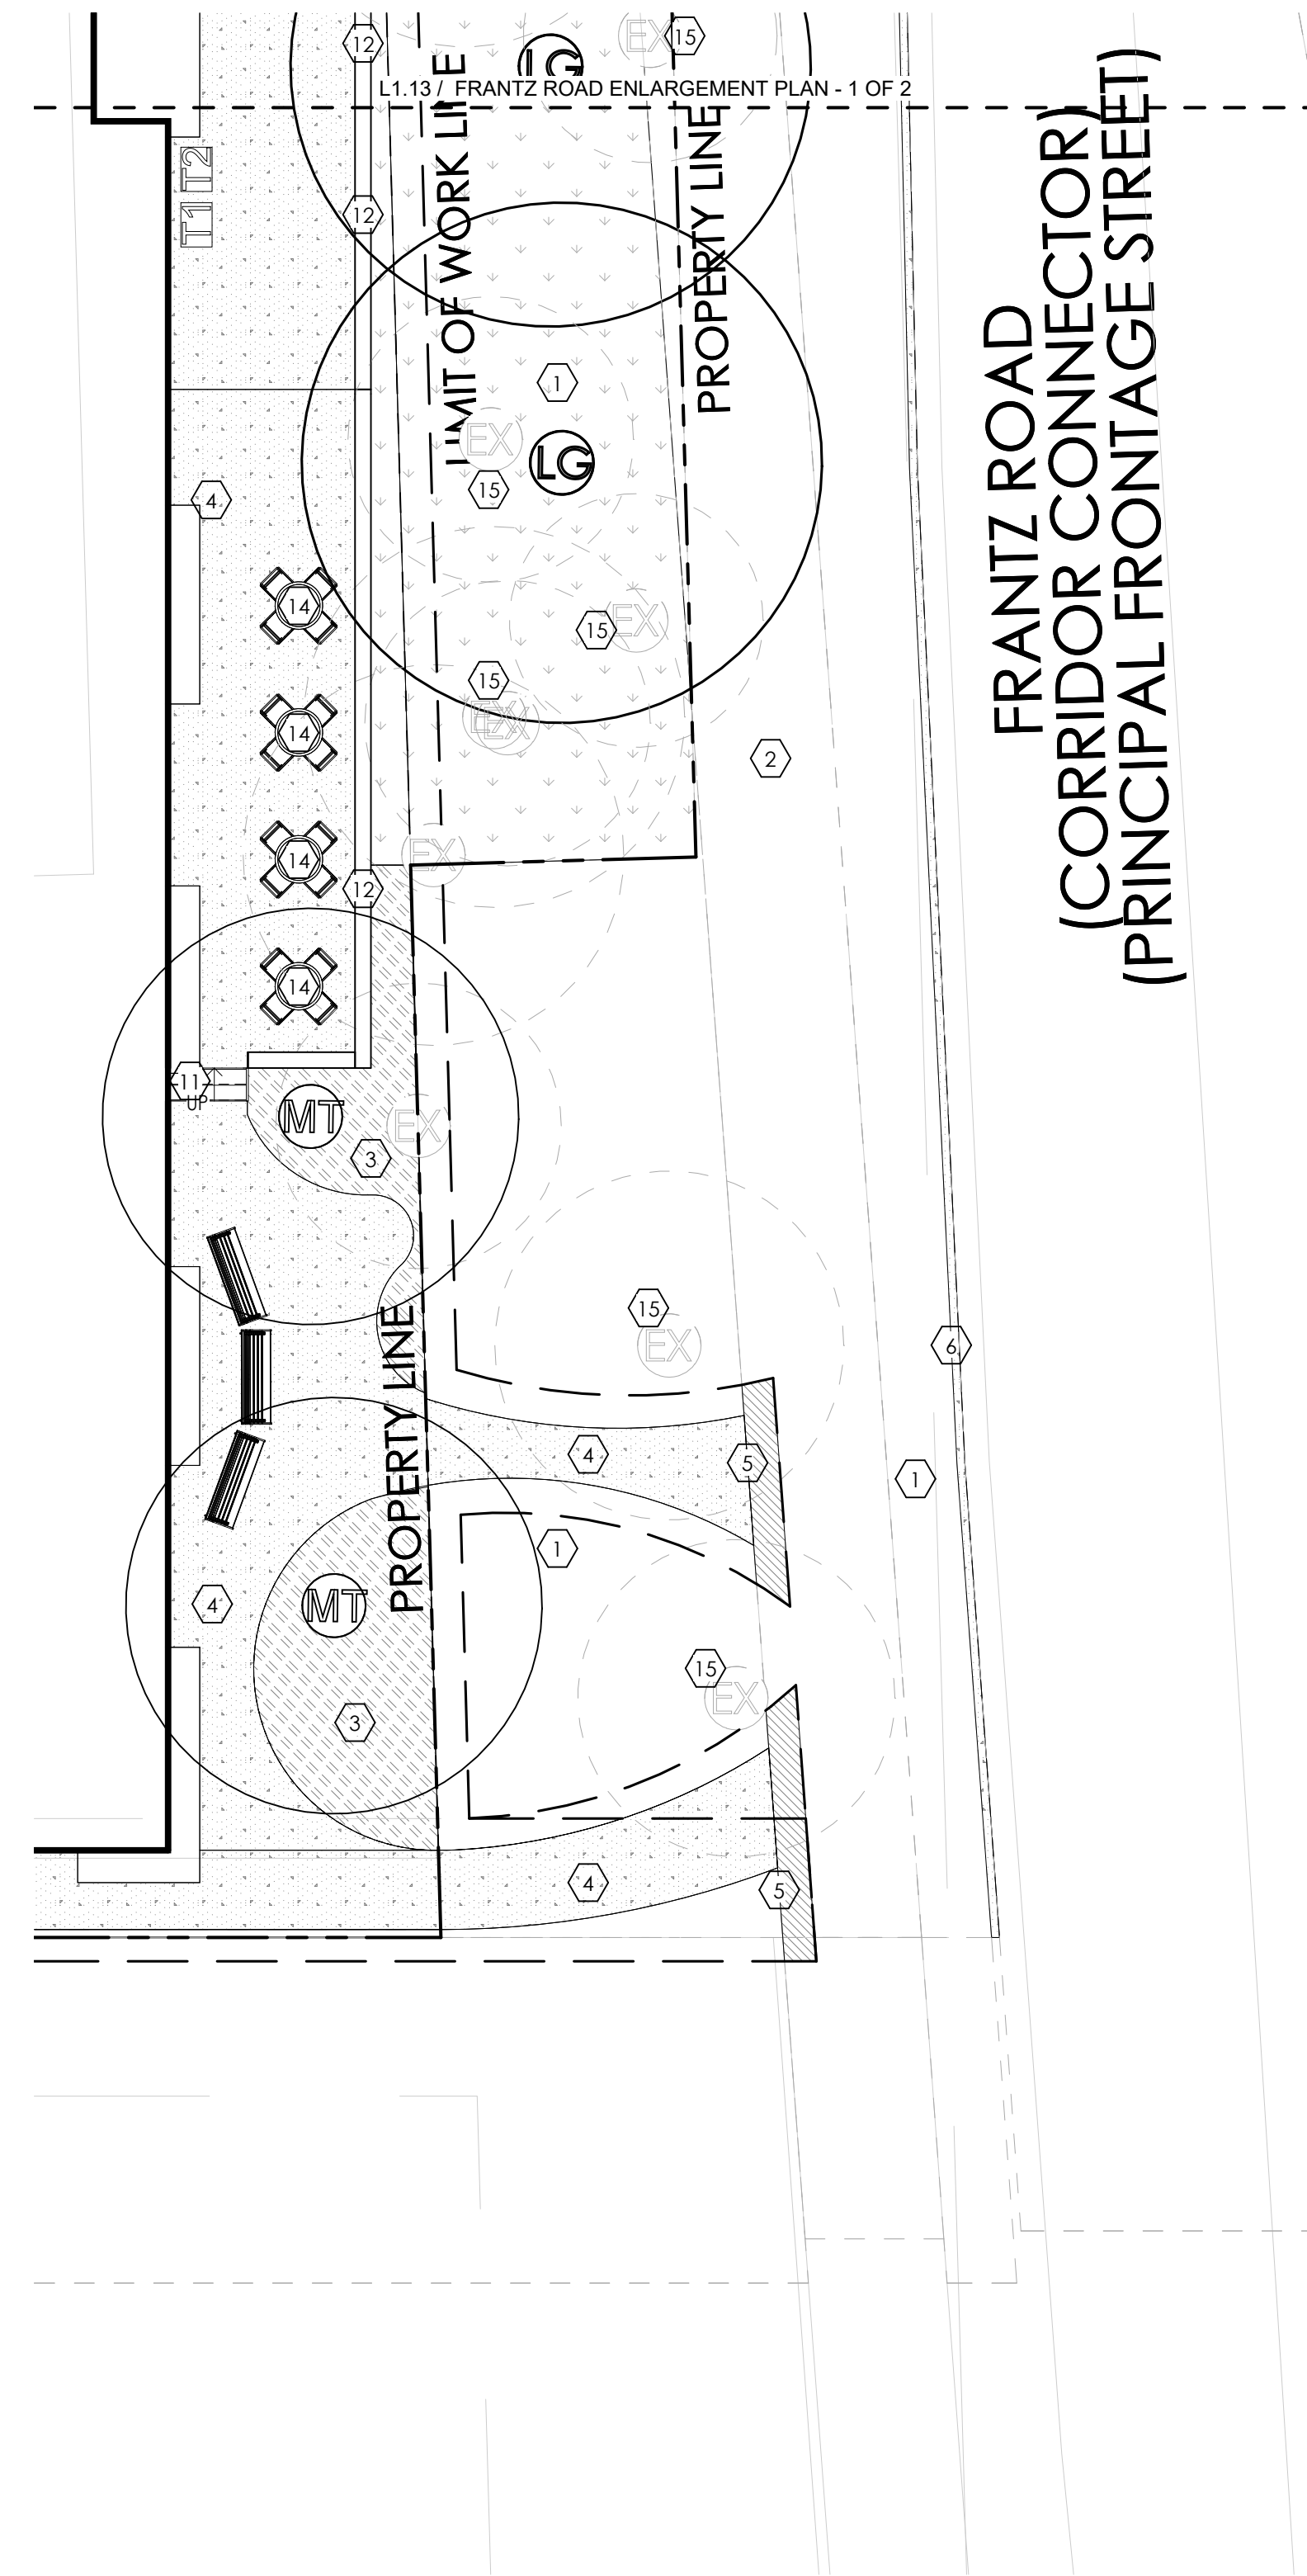 12
LG
EX
15
L1.13 / FRANTZ ROAD ENLARGEMENT PLAN - 1 OF 2
LIMIT OF WORK LINE
PROPERTY LINE
FRANTZ ROAD
(CORRIDOR CONNECTOR)
(PRINCIPAL FRONTAGE STREET)
T2
T1
12
1
EX
LG
15
4
14
15
EX
15
EX
EX
14
2
14
EX
12
14
11
UP
MT
EX
3
15
EX
6
PROPERTY LINE
4
5
1
1
4
MT
15
EX
3
4
5